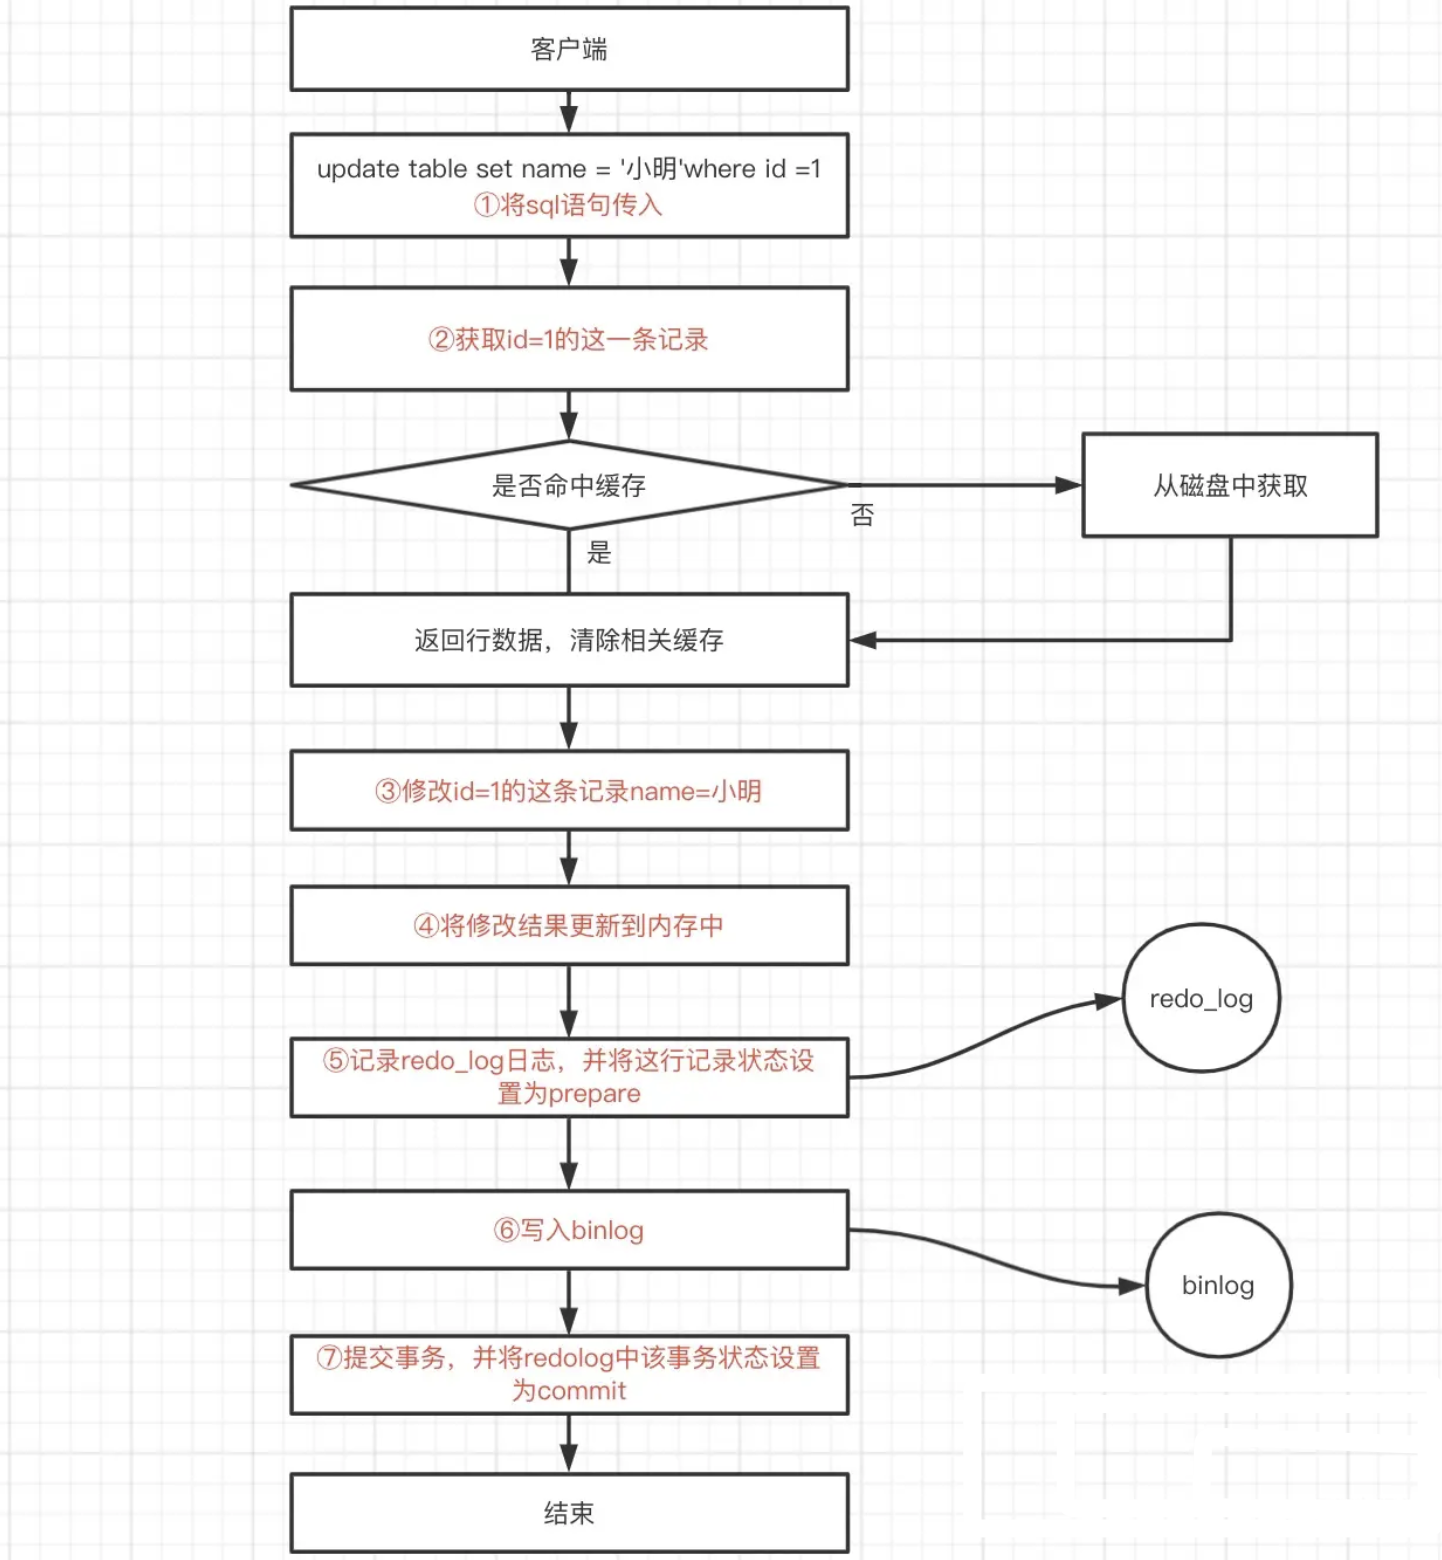 客户端
update table set name = '小明'where id =1
①将sql语句传入
②获取id=1的这一条记录
是否命中缓存
否
从磁盘中获取
是
返回行数据，清除相关缓存
③修改id=1的这条记录name=小明
④将修改结果更新到内存中
redo_log
⑤记录redo_log日志，并将这行记录状态设
置为prepare
⑥写入binlog
binlog
⑦提交事务，并将redolog中该事务状态设置
为commit
结束